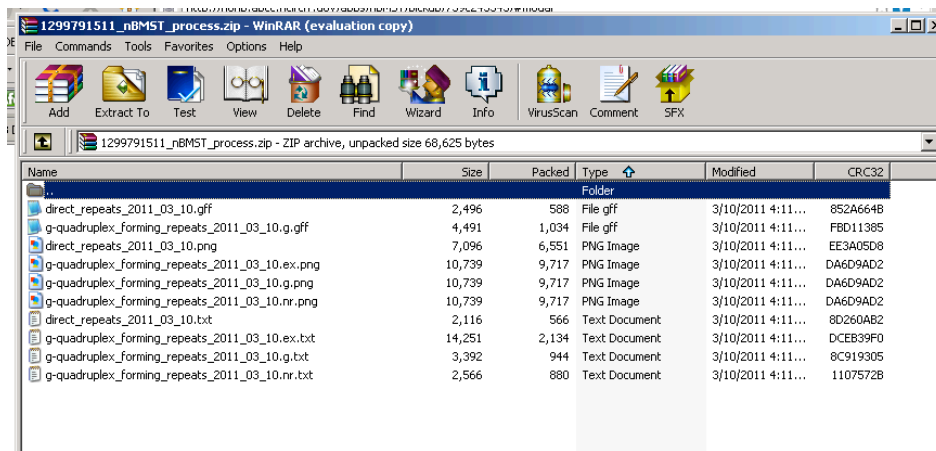 1299791511_nBMST_process.zip - WinRAR (evaluation copy)
File Commands Tools Favorites Options Help
Add Extract To Test View Delete Find Wizard Info VirusScan Comment SFX
1299791511_nBMST_process.zip - ZIP archive, unpacked size 68,625 bytes
Name Size Packed Type Modified CRC32
.. Folder
direct_repeats_2011_03_10.gff 2,496 588 File gff 3/10/2011 4:11... 852A664B
g-quadruplex_forming_repeats_2011_03_10.g.gff 4,491 1,034 File gff 3/10/2011 4:11... FBD11385
direct_repeats_2011_03_10.png 7,096 6,551 PNG Image 3/10/2011 4:11... EE3A05D8
g-quadruplex_forming_repeats_2011_03_10.ex.png 10,739 9,717 PNG Image 3/10/2011 4:11... DA6D9AD2
g-quadruplex_forming_repeats_2011_03_10.g.png 10,739 9,717 PNG Image 3/10/2011 4:11... DA6D9AD2
g-quadruplex_forming_repeats_2011_03_10.nr.png 10,739 9,717 PNG Image 3/10/2011 4:11... DA6D9AD2
direct_repeats_2011_03_10.txt 2,116 566 Text Document 3/10/2011 4:11... 8D260AB2
g-quadruplex_forming_repeats_2011_03_10.ex.txt 14,251 2,134 Text Document 3/10/2011 4:11... DCEB39F0
g-quadruplex_forming_repeats_2011_03_10.g.txt 3,392 944 Text Document 3/10/2011 4:11... 8C919305
g-quadruplex_forming_repeats_2011_03_10.nr.txt 2,566 880 Text Document 3/10/2011 4:11... 1107572B